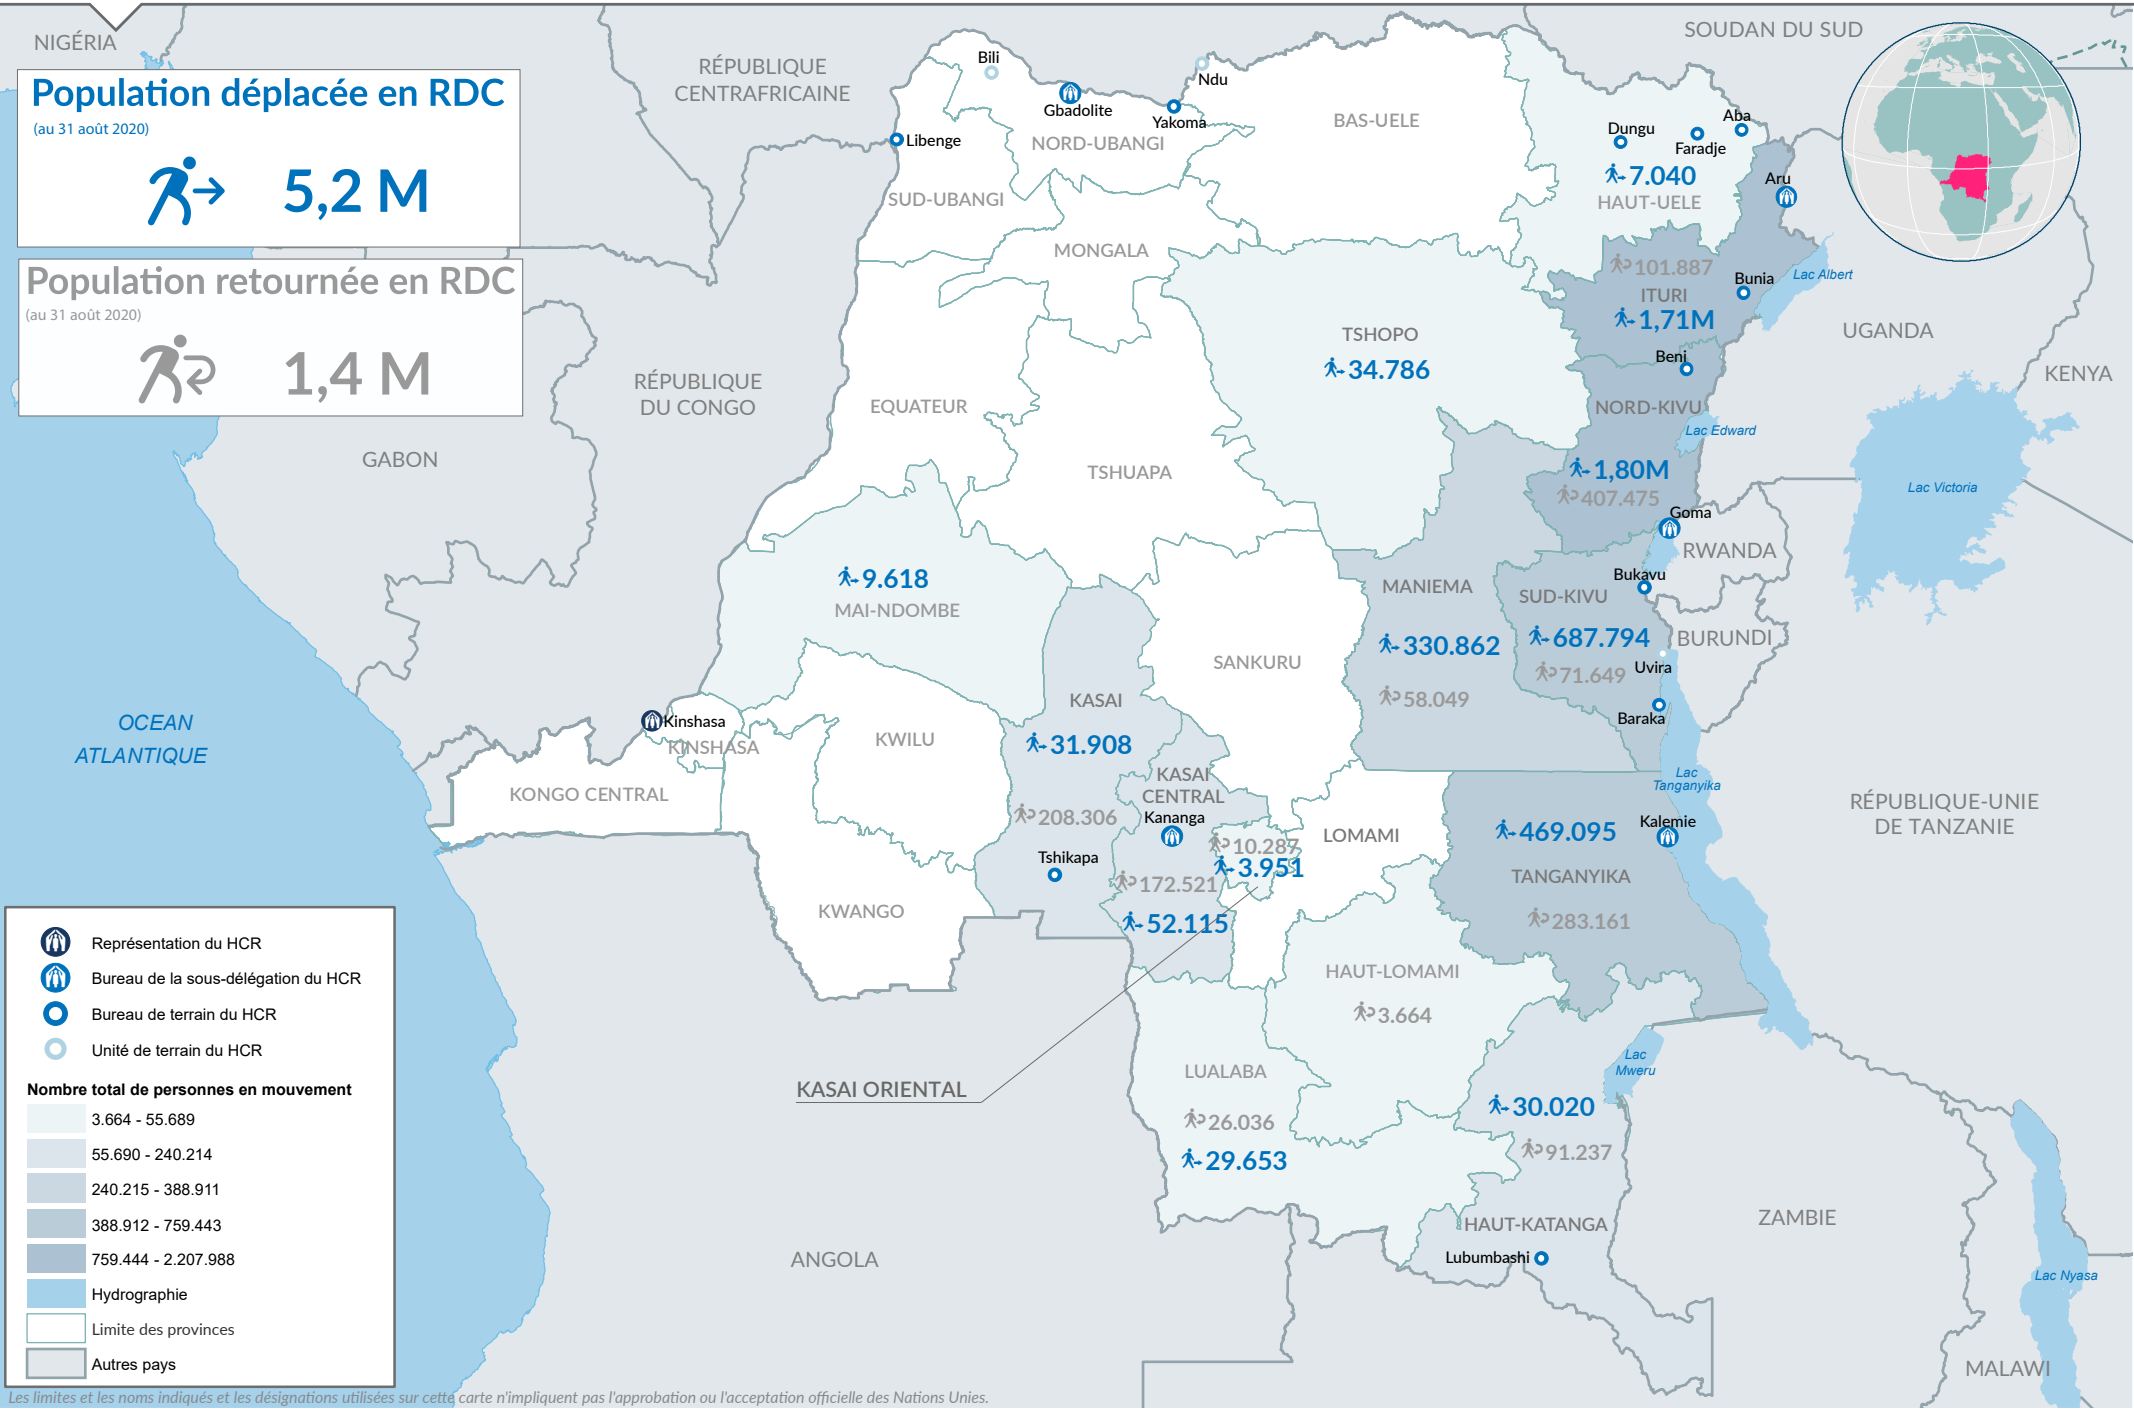 NIGÉRIA
SOUDAN DU SUD
RÉPUBLIQUE
CENTRAFRICAINE
Population déplacée en RDC
(au 31 août 2020)
5,2 M
Population retournée en RDC
(au 31 août 2020)
1,4 M
Bili
Ndu
Gbadolite
Yakoma
Libenge
NORD-UBANGI
SUD-UBANGI
BAS-UELE
Dungu
Faradje
Aba
7.040
HAUT-UELE
Aru
MONGALA
101.887
ITURI
1,71M
Bunia
Lac Albert
UGANDA
KENYA
TSHOPO
34.786
Beni
NORD-KIVU
Lac Edward
1,80M
407.475
Goma
RWANDA
Lac Victoria
RÉPUBLIQUE
DU CONGO
EQUATEUR
GABON
TSHUAPA
9.618
MAI-NDOMBE
MANIEMA
330.862
58.049
Bukavu
SUD-KIVU
687.794
71.649
Uvira
BURUNDI
Baraka
SANKURU
KASAI
31.908
208.306
Tshikapa
OCEAN
ATLANTIQUE
Kinshasa
KINSHASA
KWILU
KONGO CENTRAL
KASAI
CENTRAL
Kananga
172.521
52.115
10.287
3.951
LOMAMI
Lac
Tanganyika
469.095
Kalemie
TANGANYIKA
283.161
RÉPUBLIQUE-UNIE
DE TANZANIE
KWANGO
HAUT-LOMAMI
3.664
KASAI ORIENTAL
LUALABA
26.036
29.653
Lac
Mweru
30.020
91.237
HAUT-KATANGA
Lubumbashi
ANGOLA
ZAMBIE
Lac Nyasa
MALAWI
Représentation du HCR
Bureau de la sous-délégation du HCR
Bureau de terrain du HCR
Unité de terrain du HCR
Nombre total de personnes en mouvement
3.664 - 55.689
55.690 - 240.214
240.215 - 388.911
388.912 - 759.443
759.444 - 2.207.988
Hydrographie
Limite des provinces
Autres pays
Les limites et les noms indiqués et les désignations utilisées sur cette carte n'impliquent pas l'approbation ou l'acceptation officielle des Nations Unies.